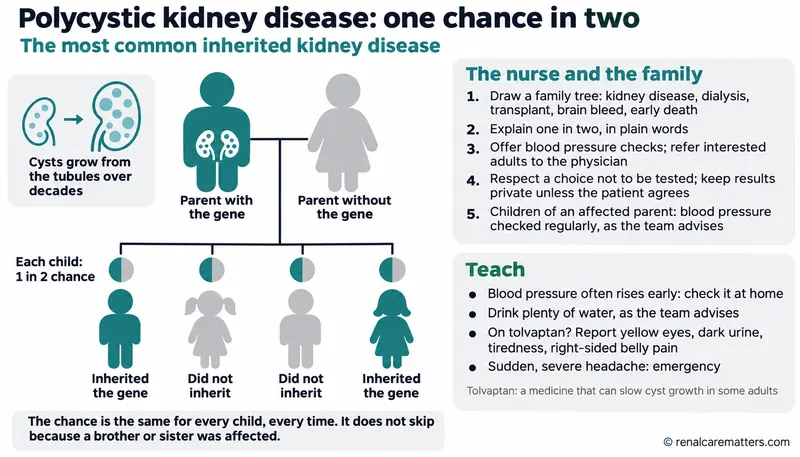 Polycystic kidney disease: one chance in two
The most common inherited kidney disease
Cysts grow from
the tubules over
decades
Parent with
the gene
Parent without
the gene
Each child:
1 in 2 chance
Inherited
the gene
Did not
inherit
Did not
inherit
Inherited
the gene
The chance is the same for every child, every time. It does not skip
because a brother or sister was affected.
The nurse and the family
1. Draw a family tree: kidney disease, dialysis,
transplant, brain bleed, early death
2. Explain one in two, in plain words
3. Offer blood pressure checks; refer interested
adults to the physician
4. Respect a choice not to be tested; keep results
private unless the patient agrees
5. Children of an affected parent: blood pressure
checked regularly, as the team advises
Teach
• Blood pressure often rises early: check it at home
• Drink plenty of water, as the team advises
• On tolvaptan? Report yellow eyes, dark urine,
tiredness, right-sided belly pain
• Sudden, severe headache: emergency
Tolvaptan: a medicine that can slow cyst growth in some adults
© renalcarematters.com